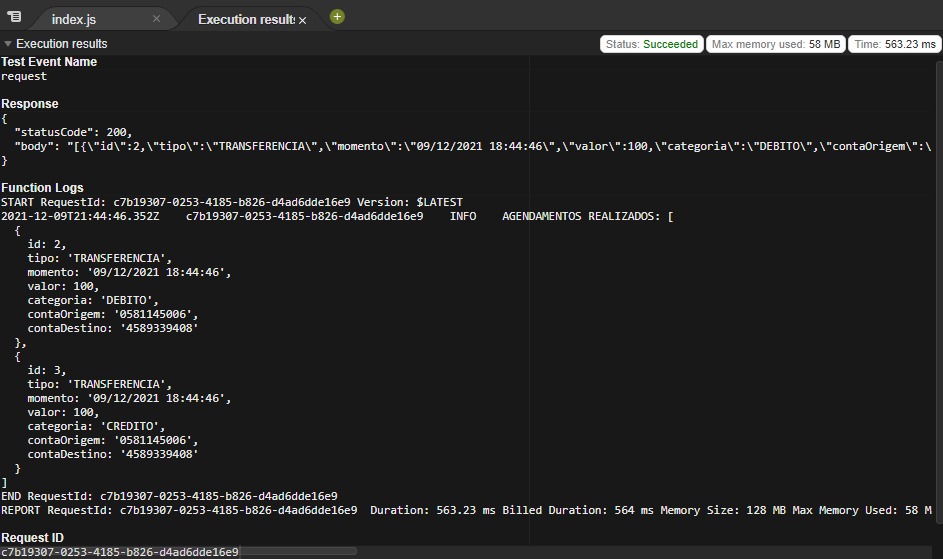 index.js
Execution results
Execution results
Status: Succeeded
Max memory used: 58 MB
Time: 563.23 ms
Test Event Name
request
Response
{
  "statusCode": 200,
  "body": "[{\"id\":2,\"tipo\":\"TRANSFERENCIA\",\"momento\":\"09/12/2021 18:44:46\",\"valor\":100,\"categoria\":\"DEBITO\",\"contaOrigem\":\
}
Function Logs
START RequestId: c7b19307-0253-4185-b826-d4ad6dde16e9 Version: $LATEST
2021-12-09T21:44:46.352Z    c7b19307-0253-4185-b826-d4ad6dde16e9    INFO    AGENDAMENTOS REALIZADOS: [
  {
    id: 2,
    tipo: 'TRANSFERENCIA',
    momento: '09/12/2021 18:44:46',
    valor: 100,
    categoria: 'DEBITO',
    contaOrigem: '0581145006',
    contaDestino: '4589339408'
  },
  {
    id: 3,
    tipo: 'TRANSFERENCIA',
    momento: '09/12/2021 18:44:46',
    valor: 100,
    categoria: 'CREDITO',
    contaOrigem: '0581145006',
    contaDestino: '4589339408'
  }
]
END RequestId: c7b19307-0253-4185-b826-d4ad6dde16e9
REPORT RequestId: c7b19307-0253-4185-b826-d4ad6dde16e9  Duration: 563.23 ms Billed Duration: 564 ms Memory Size: 128 MB Max Memory Used: 58 M
Request ID
c7b19307-0253-4185-b826-d4ad6dde16e9